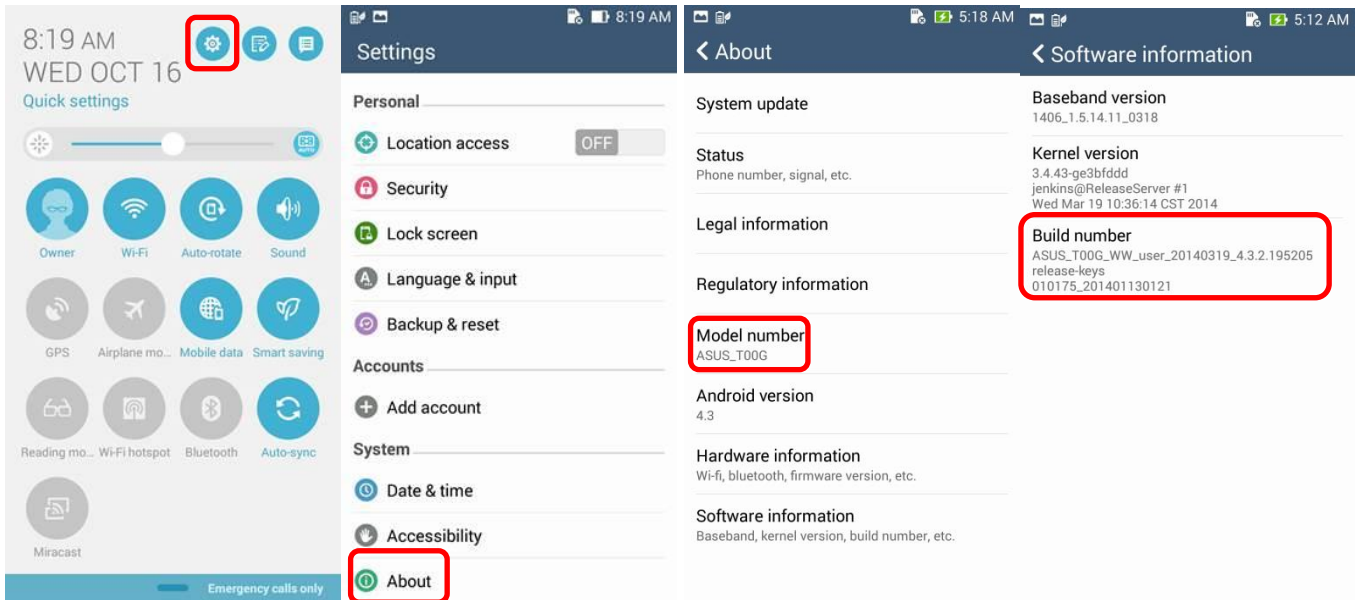 8:19 AM
WED OCT 16
Quick settings
AUTO
Owner Wi-Fi Auto-rotate Sound
GPS Airplane mo... Mobile data Smart saving
Reading mo... Wi-Fi hotspot Bluetooth Auto-sync
Miracast
Emergency calls only
8:19 AM
Settings
Personal
Location access OFF
Security
Lock screen
A Language & input
Backup & reset
Accounts
Add account
System
Date & time
Accessibility
About
5:18 AM
About
System update
Status
Phone number, signal, etc.
Legal information
Regulatory information
Model number
ASUS_T00G
Android version
4.3
Hardware information
Wi-fi, bluetooth, firmware version, etc.
Software information
Baseband, kernel version, build number, etc.
5:12 AM
Software information
Baseband version
1406_1.5.14.11_0318
Kernel version
3.4.43-ge3bfddd
jenkins@ReleaseServer #1
Wed Mar 19 10:36:14 CST 2014
Build number
ASUS_T00G_WW_user_20140319_4.3.2.195205
release-keys
010175_201401130121